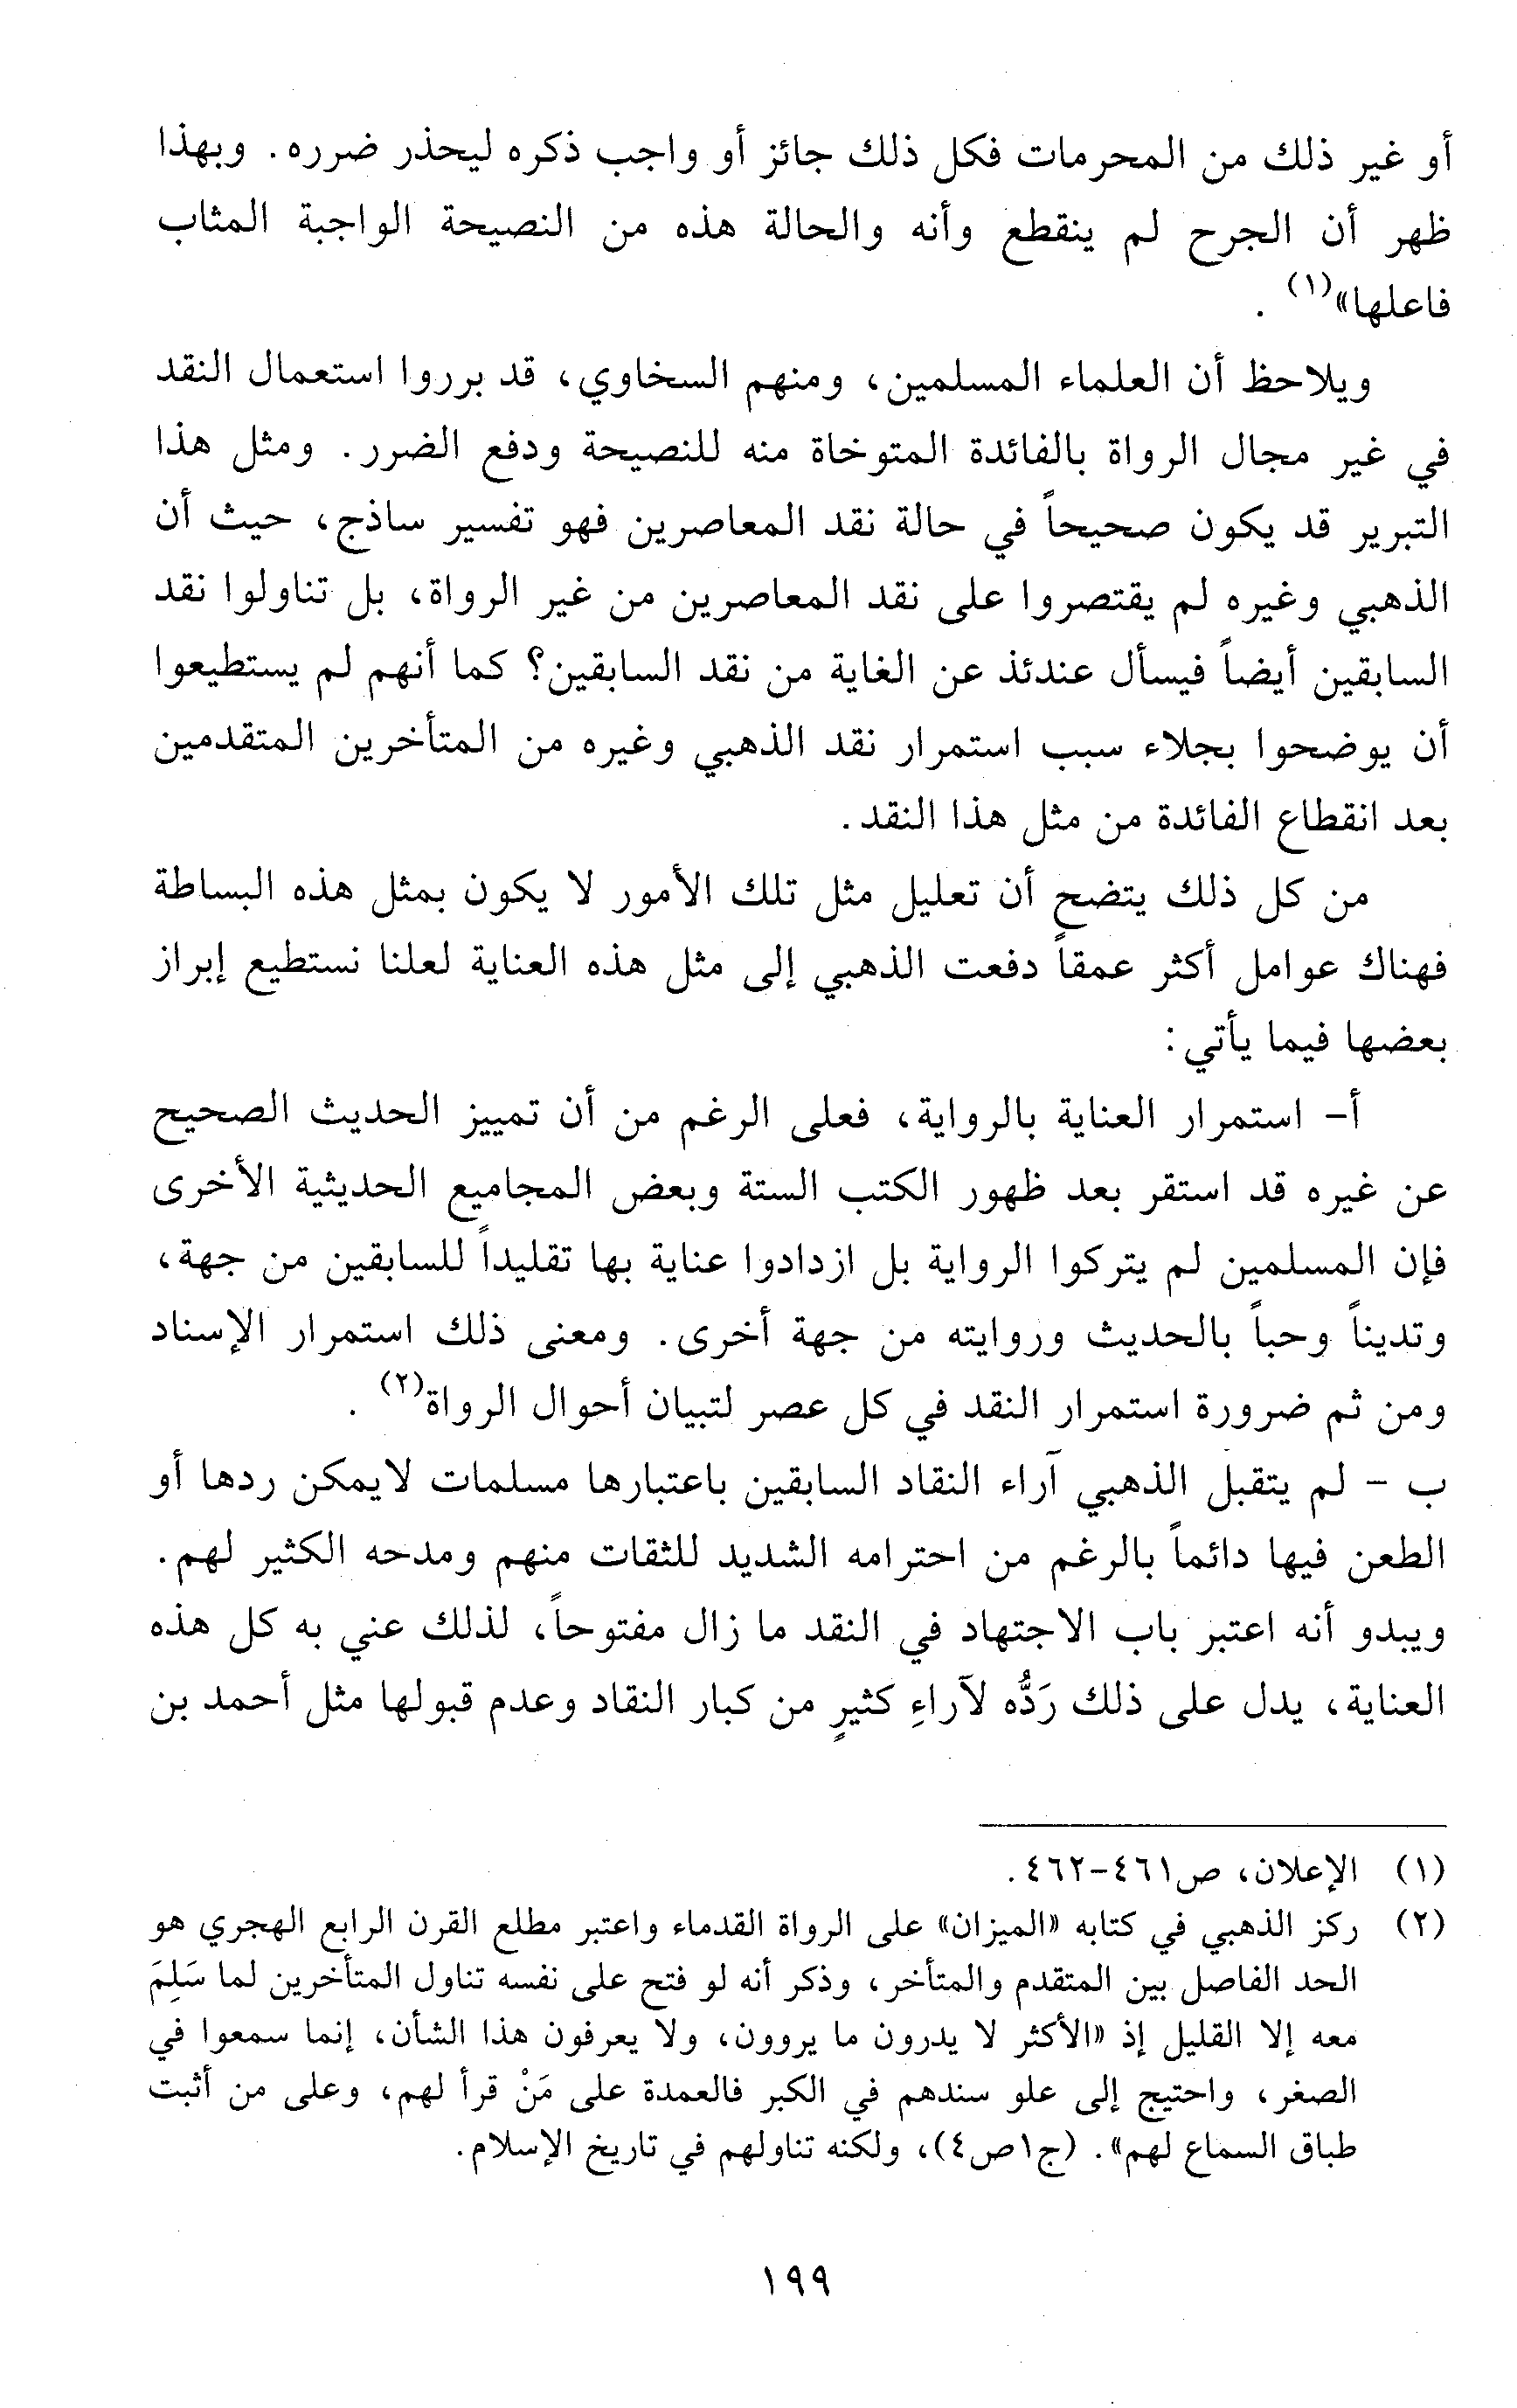 أو غير ذلك من المحرمات فكل ذلك جائز أو واجب ذكره ليحذر ضرره. وبهذا
ظهر أن الجرح لم ينقطع وأنه والحالة هذه من النصيحة الواجبة المثاب
فاعلها»(١) .
ويلاحظ أن العلماء المسلمين، ومنهم السخاوي، قد برروا استعمال النقد
في غير مجال الرواة بالفائدة المتوخاة منه للنصيحة ودفع الضرر. ومثل هذا
التبرير قد يكون صحيحاً في حالة نقد المعاصرين فهو تفسير ساذج، حيث أن
الذهبي وغيره لم يقتصروا على نقد المعاصرين من غير الرواة، بل تناولوا نقد
السابقين أيضاً فيسأل عندئذ عن الغاية من نقد السابقين؟ كما أنهم لم يستطيعوا
أن يوضحوا بجلاء سبب استمرار نقد الذهبي وغيره من المتأخرين المتقدمين
بعد انقطاع الفائدة من مثل هذا النقد.
من كل ذلك يتضح أن تعليل مثل تلك الأمور لا يكون بمثل هذه البساطة
فهناك عوامل أكثر عمقاً دفعت الذهبي إلى مثل هذه العناية لعلنا نستطيع إبراز
بعضها فيما يأتي:
أ- استمرار العناية بالرواية، فعلى الرغم من أن تمييز الحديث الصحيح
عن غيره قد استقر بعد ظهور الكتب الستة وبعض المجاميع الحديثية الأخرى
فإن المسلمين لم يتركوا الرواية بل ازدادوا عناية بها تقليداً للسابقين من جهة،
وتديناً وحباً بالحديث وروايته من جهة أخرى. ومعنى ذلك استمرار الإسناد
ومن ثم ضرورة استمرار النقد في كل عصر لتبيان أحوال الرواة(٢) .
ب - لم يتقبل الذهبي آراء النقاد السابقين باعتبارها مسلمات لايمكن ردها أو
الطعن فيها دائماً بالرغم من احترامه الشديد للثقات منهم ومدحه الكثير لهم.
ويبدو أنه اعتبر باب الاجتهاد في النقد ما زال مفتوحاً، لذلك عني به كل هذه
العناية، يدل على ذلك رَدُّه لآراءِ كثيرٍ من كبار النقاد وعدم قبولها مثل أحمد بن
(١) الإعلان، ص٤٦١-٤٦٢.
(٢) ركز الذهبي في كتابه «الميزان» على الرواة القدماء واعتبر مطلع القرن الرابع الهجري هو
الحد الفاصل بين المتقدم والمتأخر، وذكر أنه لو فتح على نفسه تناول المتأخرين لما سَلِمَ
معه إلا القليل إذ «الأكثر لا يدرون ما يروون، ولا يعرفون هذا الشأن، إنما سمعوا في
الصغر، واحتيج إلى علو سندهم في الكبر فالعمدة على مَنْ قرأ لهم، وعلى من أثبت
طباق السماع لهم». (ج١ص٤)، ولكنه تناولهم في تاريخ الإسلام.
١٩٩